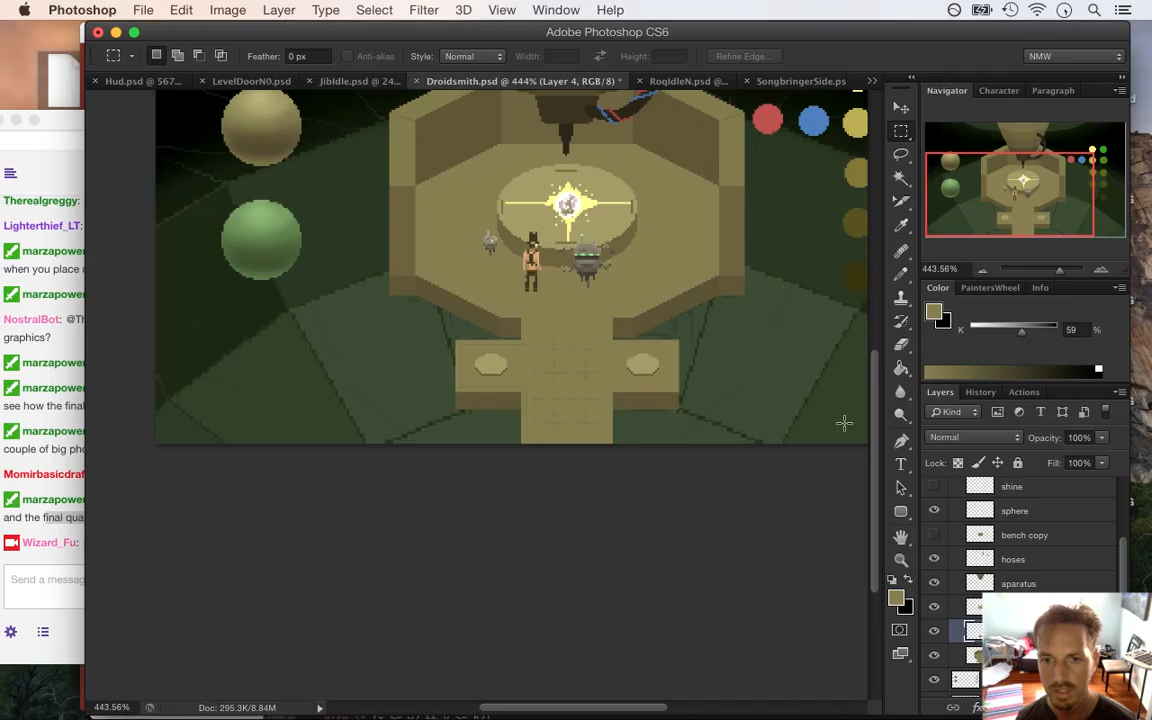 Photoshop File Edit Image Layer Type Select Filter 3D View Window Help
Adobe Photoshop CS6
Feather: 0 px Anti-alias Style: Normal Width: Height: Refine Edge... NMW
Hud.psd @ 567... LevelDoorN0.psd JibIdle.psd @ 24... Droidsmith.psd @ 444% (Layer 4, RGB/8) * RogIdleN.psd @... SongbringerSide.ps
Navigator Character Paragraph
443.56%
Color PaintersWheel Info
K 59 %
Layers History Actions
Kind
Normal Opacity: 100%
Lock: Fill: 100%
shine
sphere
bench copy
hoses
aparatus
fx
Therealgreggy:
Lighterthief_LT:
marzapower
when you place
marzapower
NostralBot: @Th
graphics?
marzapower
marzapower
see how the final
marzapower
couple of big ph
Momirbasicdraf
marzapower
and the final qua
Wizard_Fu:
Send a messag
443.56% Doc: 295.3K/8.84M